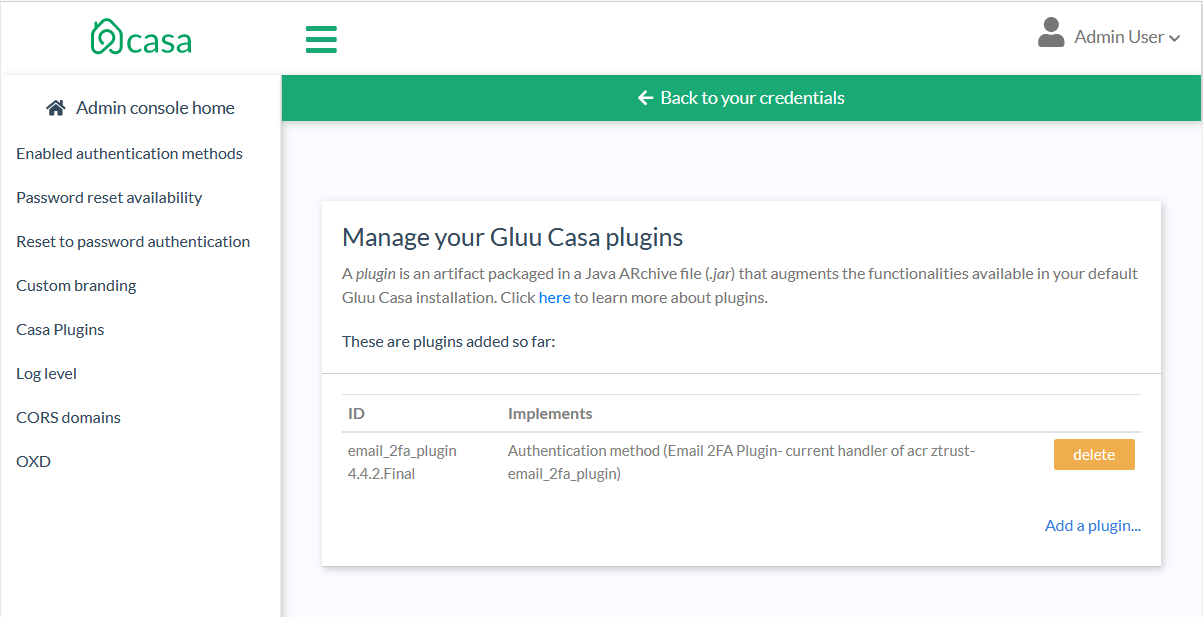 casa
Admin User
Admin console home
Enabled authentication methods
Password reset availability
Reset to password authentication
Custom branding
Casa Plugins
Log level
CORS domains
OXD
Back to your credentials
Manage your Gluu Casa plugins
A plugin is an artifact packaged in a Java ARchive file (.jar) that augments the functionalities available in your default
Gluu Casa installation. Click here to learn more about plugins.
These are plugins added so far:
ID Implements
email_2fa_plugin Authentication method (Email 2FA Plugin- current handler of acr ztrust- delete
4.4.2.Final email_2fa_plugin)
Add a plugin...